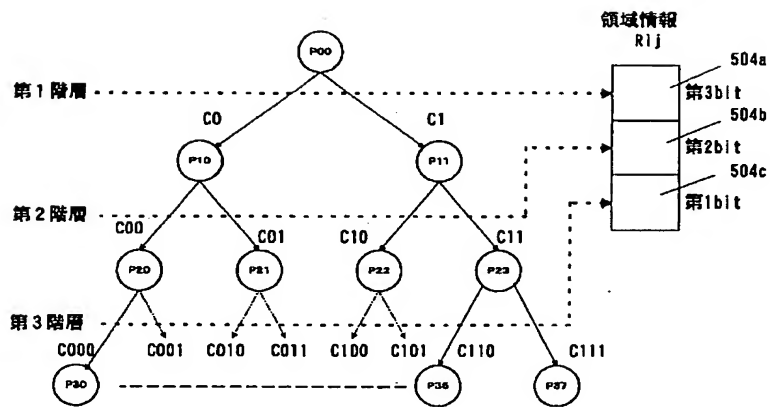 領域情報
Rij
P00
504a
第1階層
第3bit
C0
C1
504b
P10
P11
第2bit
504c
第2階層
第1bit
C00
C01
C10
C11
P20
P21
P22
P23
第3階層
C000
C001
C010
C011
C100
C101
C110
C111
P30
P36
P37